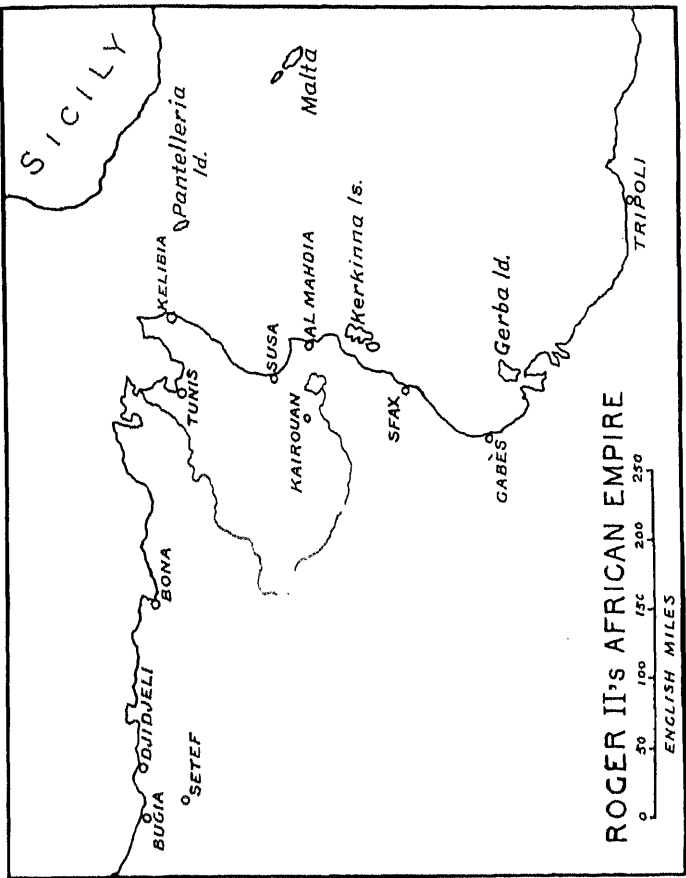 SICILY
Pantelleria
Id.
Malta
KELIBIA
TUNIS
SUSA
AL MAHDIA
Kerkinna Is.
KAIROUAN
SFAX
Gerba Id.
GABÈS
TRIPOLI
BONA
DJIDJELI
BUGIA
SETEF
ROGER II's AFRICAN EMPIRE
0 50 100 150 200 250
ENGLISH MILES